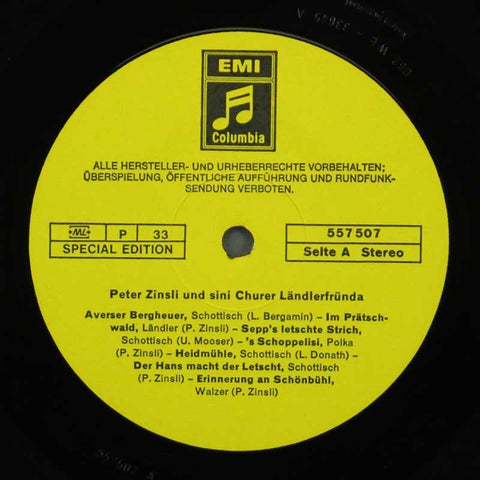 EMI
Columbia
ALLE HERSTELLER- UND URHEBERRECHTE VORBEHALTEN;
ÜBERSPIELUNG, ÖFFENTLICHE AUFFÜHRUNG UND RUNDFUNK-
SENDUNG VERBOTEN.
ML P 33
SPECIAL EDITION
557507
Seite A Stereo
Peter Zinsli und sini Churer Ländlerfründa
Averser Bergheuer, Schottisch (L. Bergamin) – Im Prätsch-
wald, Ländler (P. Zinsli) – Sepp's letschte Strich,
Schottisch (U. Mooser) – 's Schoppelisi, Polka
(P. Zinsli) – Heidmühle, Schottisch (L. Donath) –
Der Hans macht der Letscht, Schottisch
(P. Zinsli) – Erinnerung an Schönbühl,
Walzer (P. Zinsli)